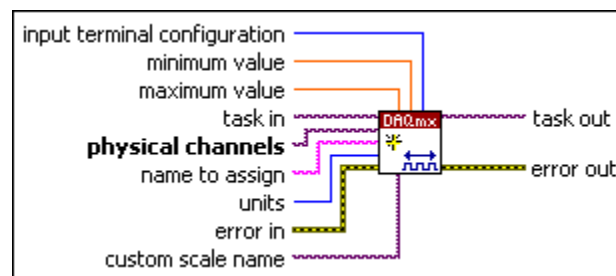 input terminal configuration
minimum value
maximum value
task in
physical channels
name to assign
units
error in
custom scale name
DAQmx
task out
error out